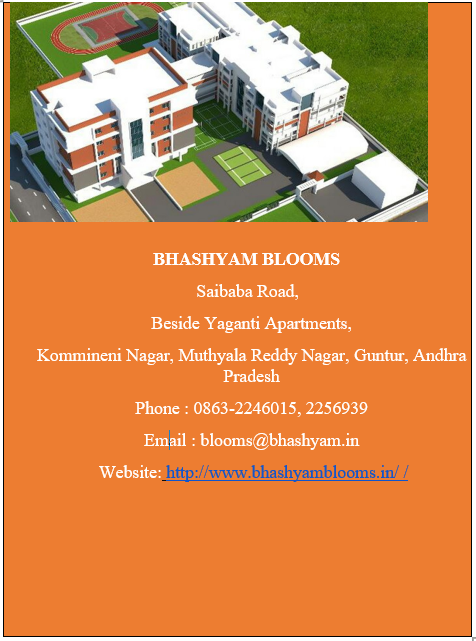 BHASHYAM BLOOMS
Saibaba Road,
Beside Yaganti Apartments,
Kommineni Nagar, Muthyala Reddy Nagar, Guntur, Andhra
Pradesh
Phone : 0863-2246015, 2256939
Email : blooms@bhashyam.in
Website: http://www.bhashyamblooms.in/ /